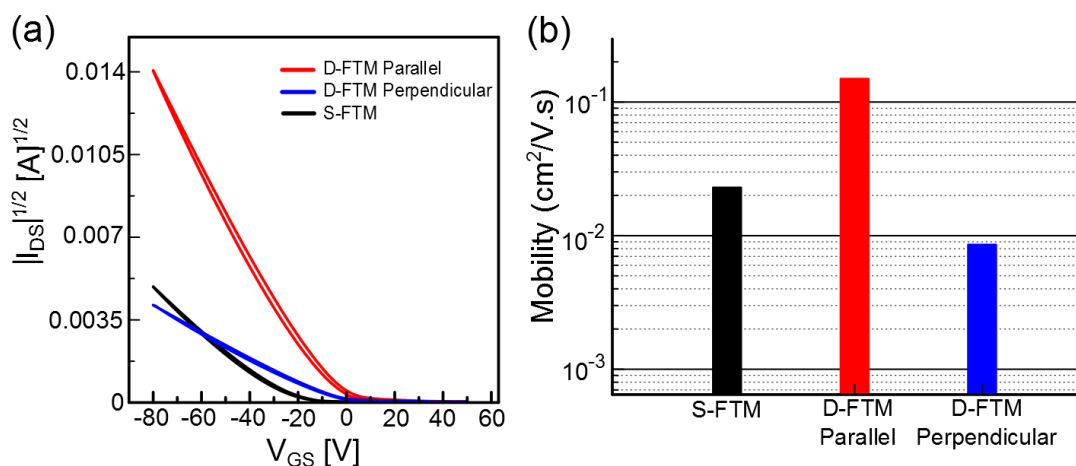 (a)
|I_DS|^1/2 [A]^1/2
0.014
0.0105
0.007
0.0035
0
D-FTM Parallel
D-FTM Perpendicular
S-FTM
-80 -60 -40 -20 0 20 40 60
V_GS [V]
(b)
Mobility (cm²/V.s)
10⁻¹
10⁻²
10⁻³
S-FTM
D-FTM
Parallel
D-FTM
Perpendicular